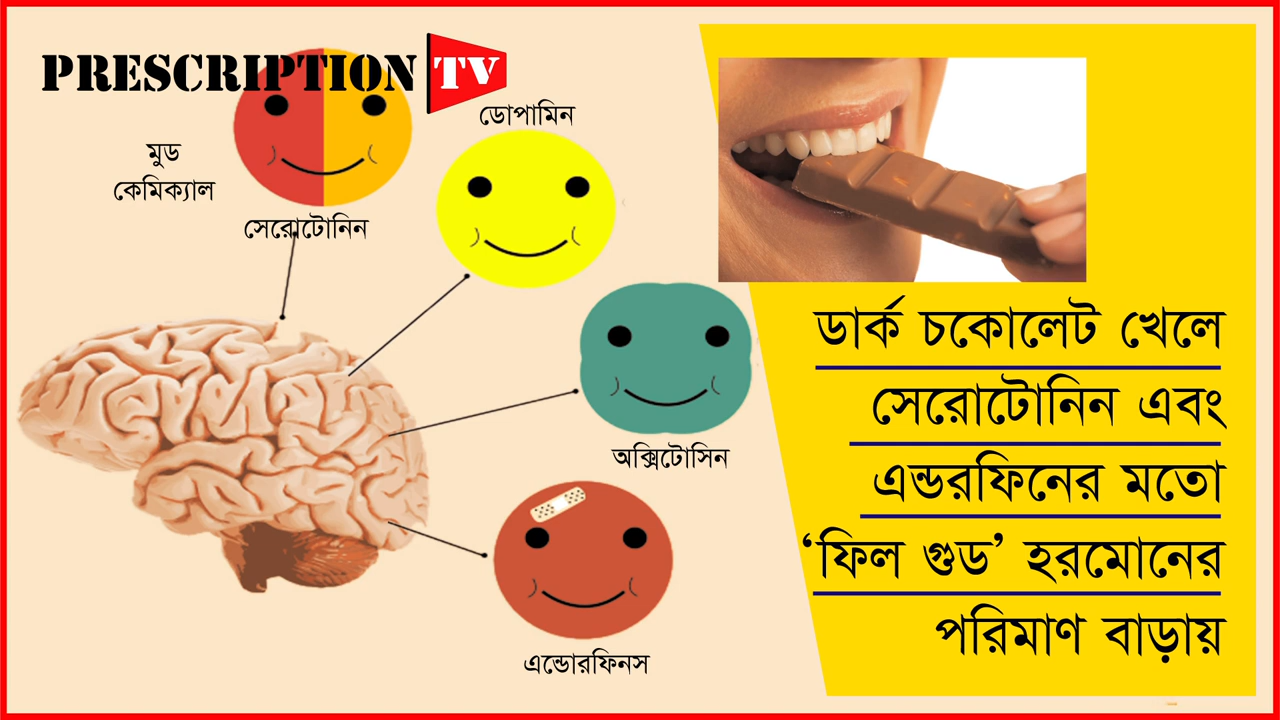 PRESCRIPTION TV
মুড
কেমিক্যাল
সেরোটোনিন
ডোপামিন
অক্সিটোসিন
এন্ডোরফিনস
ডার্ক চকোলেট খেলে
সেরোটোনিন এবং
এন্ডরফিনের মতো
‘ফিল গুড’ হরমোনের
পরিমাণ বাড়ায়